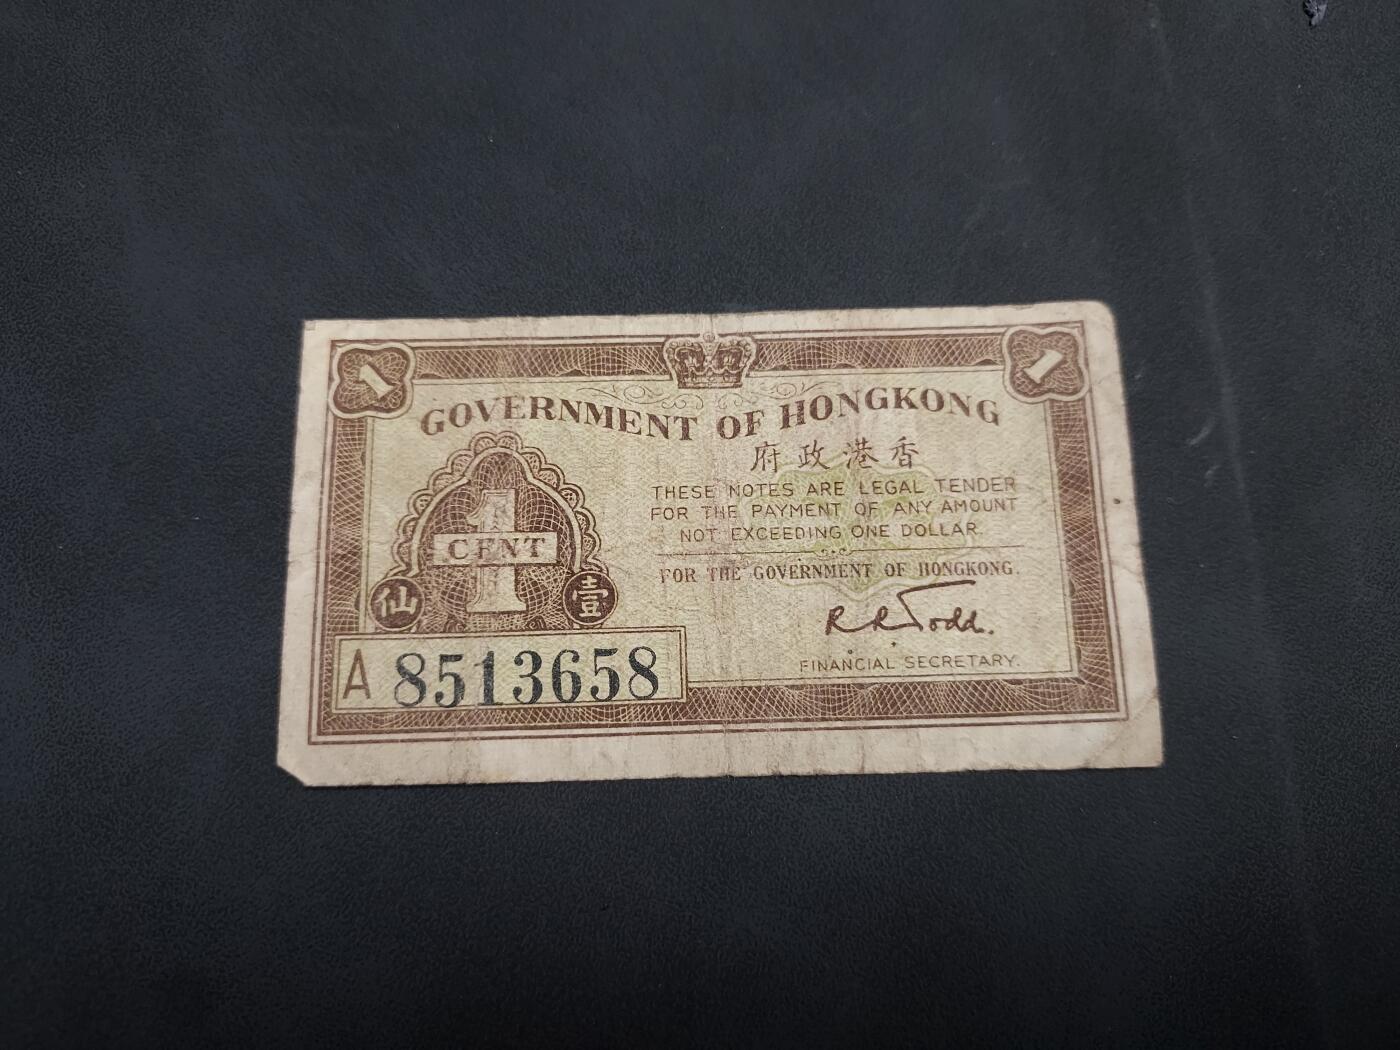 1 1
GOVERNMENT OF HONGKONG
府政港香
THESE NOTES ARE LEGAL TENDER
FOR THE PAYMENT OF ANY AMOUNT
NOT EXCEEDING ONE DOLLAR.
FOR THE GOVERNMENT OF HONGKONG.
R R Todd.
FINANCIAL SECRETARY.
1
CENT
仙 壹
A 8513658